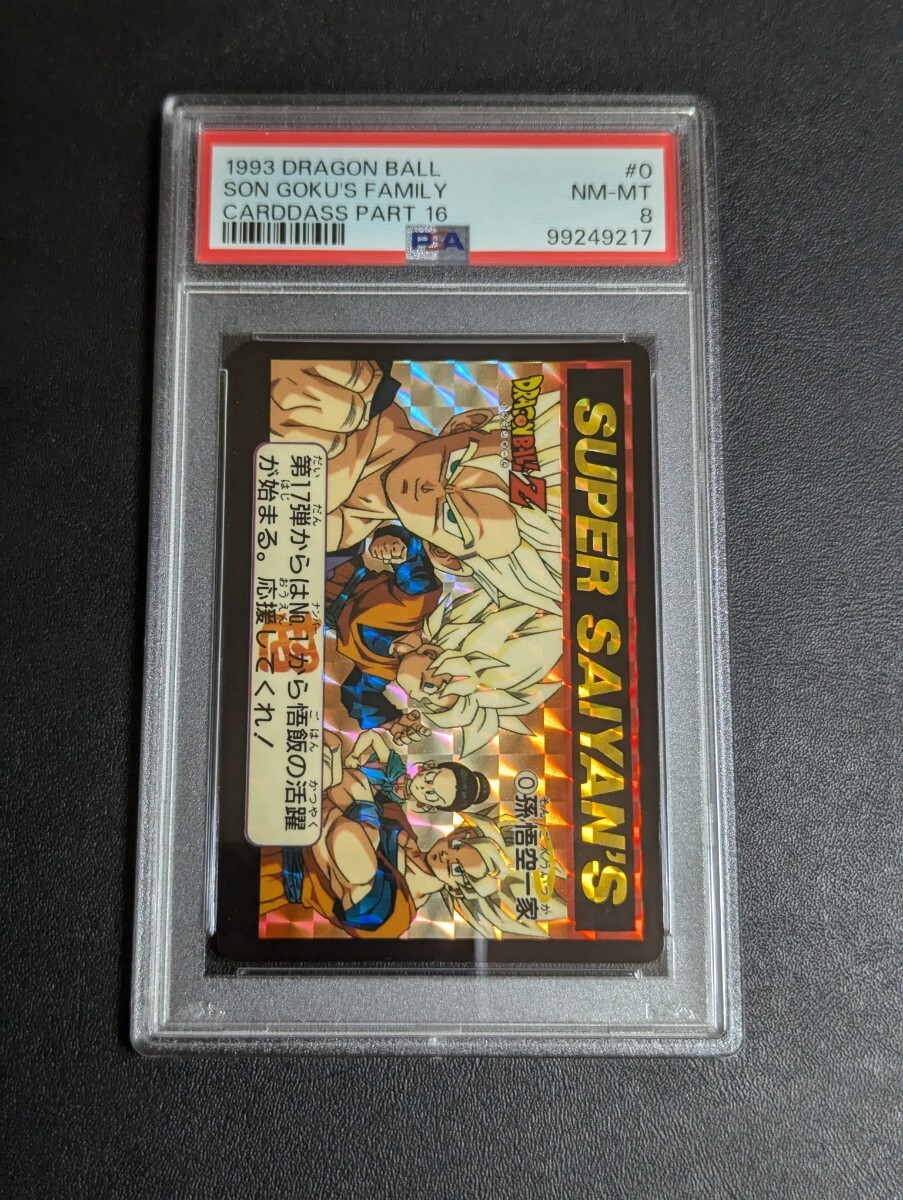 1993 DRAGON BALL
#0
SON GOKU'S FAMILY
NM-MT
CARDDASS PART 16
8
PSA
99249217
SUPER SAIYAN'S
DRAGONBALL Z
⓪孫悟空一家
第17弾からは№1から悟飯の活躍
が始まる。応援してくれ!